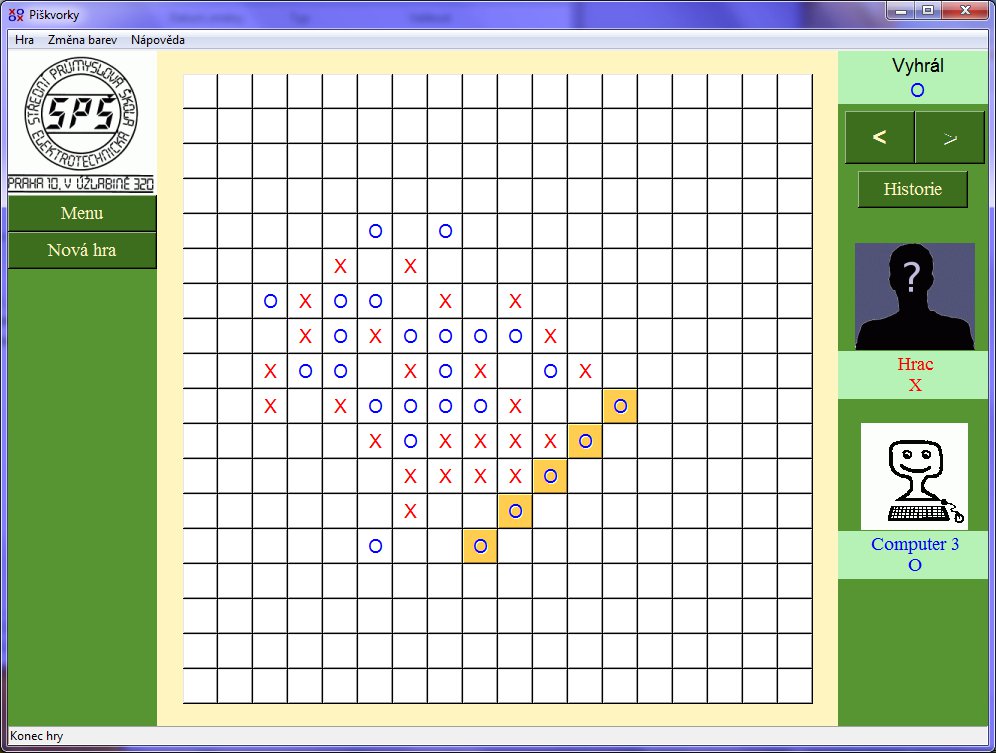 Piškvorky
Hra Změna barev Nápověda
STŘEDNÍ PRŮMYSLOVÁ ŠKOLA
SPŠ
ELEKTROTECHNICKÁ
PRAHA 10, V ÚŽLABINĚ 320
Menu
Nová hra
O O
X X
O X O O X X
X O X O O O O X
X O O X O X O X
X X O O O O X O
X O X X X X O
X X X X O
X O
O O
Vyhrál
O
< >
Historie
?
Hrac
X
Computer 3
O
Konec hry